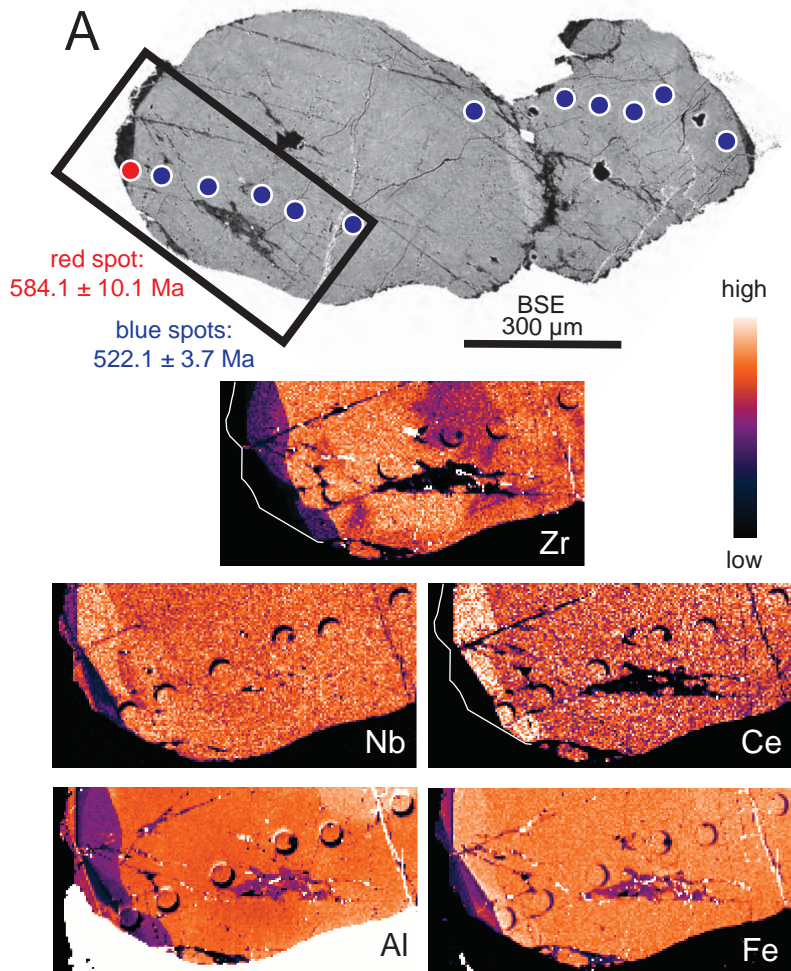 A
red spot:
584.1 ± 10.1 Ma
blue spots:
522.1 ± 3.7 Ma
BSE
300 µm
high
low
Zr
Nb
Ce
Al
Fe